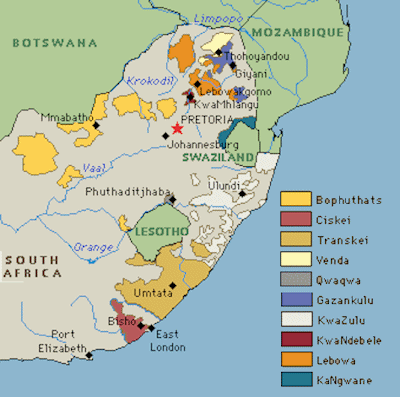 Limpopo
BOTSWANA
MOZAMBIQUE
Thohoyandou
Giyani
Krokodil
Lebowakgomo
KwaMhlangu
Mmabatho
PRETORIA
Johannesburg
SWAZILAND
Vaal
Phuthaditjhaba
Ulundi
LESOTHO
Orange
SOUTH
AFRICA
Umtata
Bisho
Port
Elizabeth
East
London
Bophuthats
Ciskei
Transkei
Venda
Qwaqwa
Gazankulu
KwaZulu
KwaNdebele
Lebowa
KaNgwane